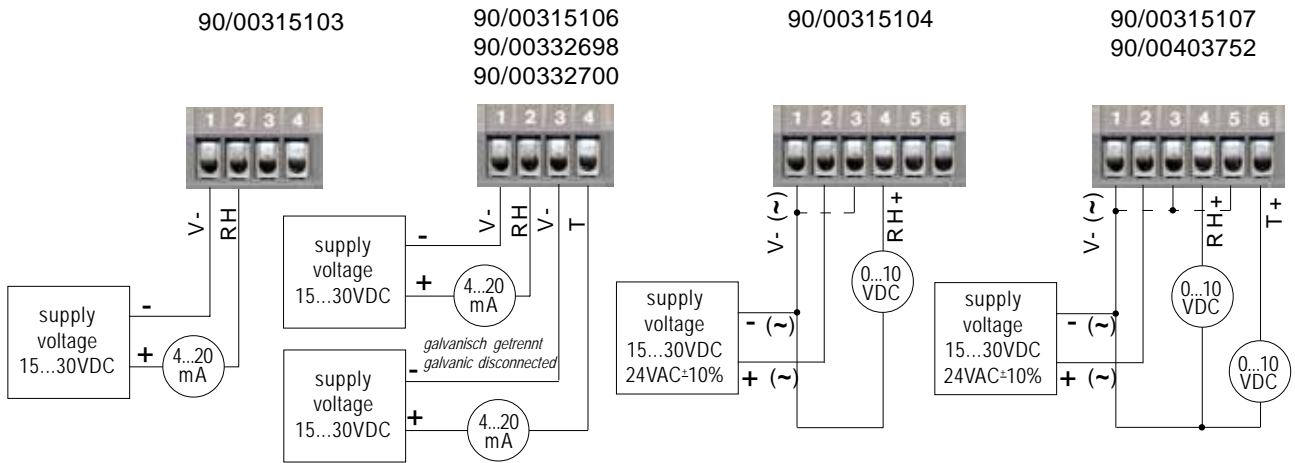 90/00315103
90/00315106
90/00332698
90/00332700
90/00315104
90/00315107
90/00403752
1 2 3 4
1 2 3 4
1 2 3 4 5 6
1 2 3 4 5 6
V-
RH
supply
voltage
15...30VDC
-
+
4...20
mA
V-
RH
V-
T
supply
voltage
15...30VDC
-
+
4...20
mA
galvanisch getrennt
galvanic disconnected
supply
voltage
15...30VDC
-
+
4...20
mA
V- (~)
RH+
0...10
VDC
supply
voltage
15...30VDC
24VAC±10%
- (~)
+ (~)
V- (~)
RH+
T+
0...10
VDC
0...10
VDC
supply
voltage
15...30VDC
24VAC±10%
- (~)
+ (~)